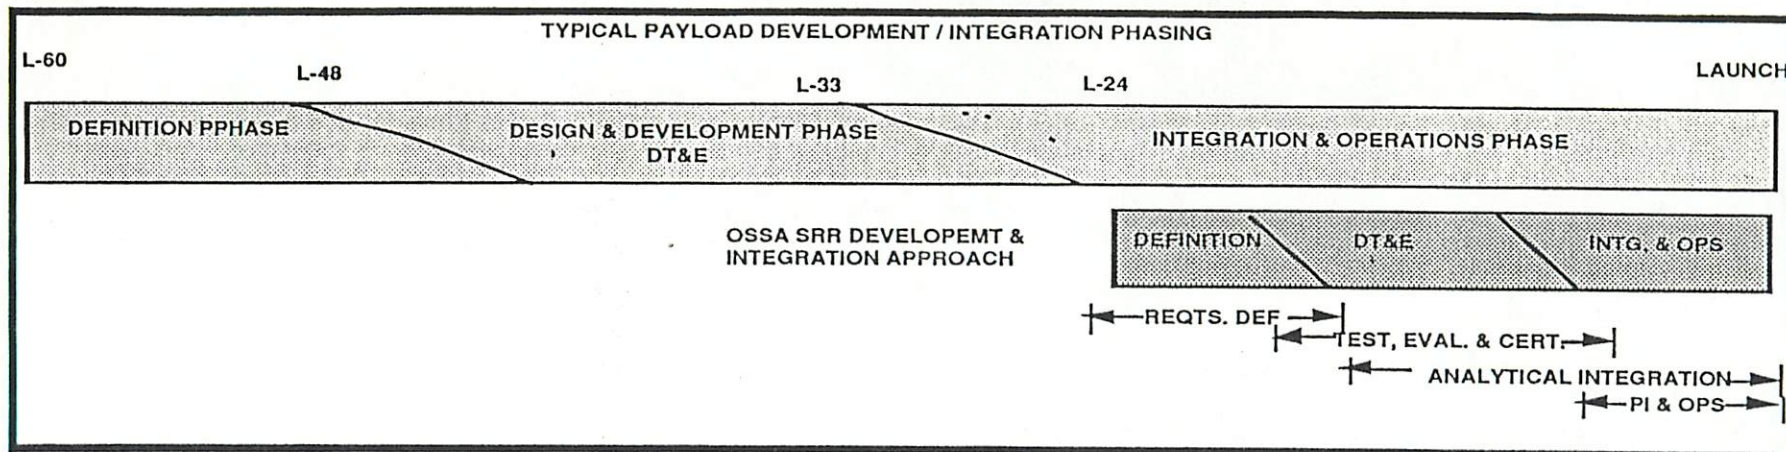 TYPICAL PAYLOAD DEVELOPMENT / INTEGRATION PHASING
L-60
L-48
L-33
L-24
LAUNCH
DEFINITION PPHASE
DESIGN & DEVELOPMENT PHASE
DT&E
INTEGRATION & OPERATIONS PHASE
OSSA SRR DEVELOPEMT &
INTEGRATION APPROACH
DEFINITION
DT&E
INTG, & OPS
REQTS. DEF
TEST, EVAL. & CERT.
ANALYTICAL INTEGRATION
PI & OPS